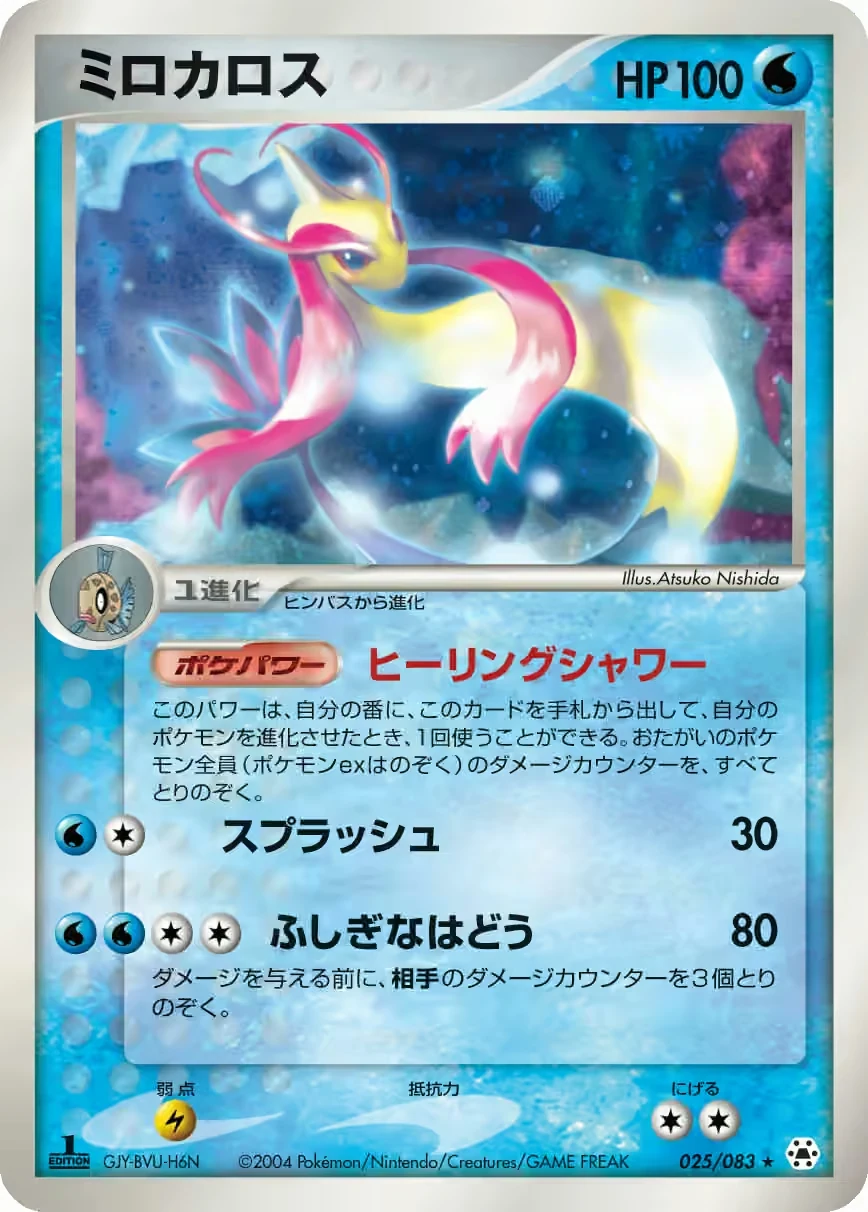 ミロカロス
HP100
Illus.Atsuko Nishida
1進化
ヒンバスから進化
ポケパワー ヒーリングシャワー
このパワーは、自分の番に、このカードを手札から出して、自分の
ポケモンを進化させたとき、1回使うことができる。おたがいのポケ
モン全員(ポケモンexはのぞく)のダメージカウンターを、すべて
とりのぞく。
スプラッシュ 30
ふしぎなはどう 80
ダメージを与える前に、相手のダメージカウンターを3個とり
のぞく。
弱点 抵抗力 にげる
1 EDITION GJY-BVU-H6N ©2004 Pokémon/Nintendo/Creatures/GAME FREAK 025/083 ★